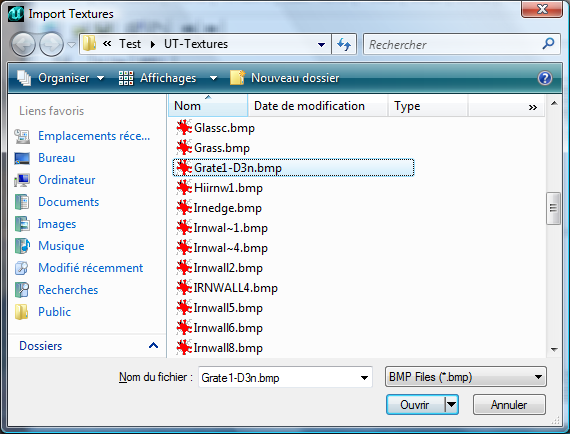 Import Textures
« Test ▸ UT-Textures
Rechercher
Organiser Affichages Nouveau dossier
Liens favoris
Emplacements réce...
Bureau
Ordinateur
Documents
Images
Musique
Modifié récemment
Recherches
Public
Dossiers
Nom Date de modification Type »
Glassc.bmp
Grass.bmp
Grate1-D3n.bmp
Hiirnw1.bmp
Irnedge.bmp
Irnwal~1.bmp
Irnwal~4.bmp
Irnwall2.bmp
IRNWALL4.bmp
Irnwall5.bmp
Irnwall6.bmp
Irnwall8.bmp
Nom du fichier : Grate1-D3n.bmp BMP Files (*.bmp)
Ouvrir Annuler